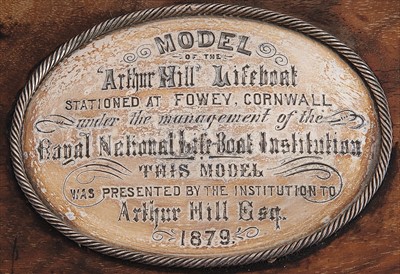 MODEL
OF THE
"Arthur Hill" Lifeboat
STATIONED AT FOWEY, CORNWALL
under the management of the
Royal National Life-Boat Institution
THIS MODEL
WAS PRESENTED BY THE INSTITUTION TO
Arthur Hill Esq.
1879.